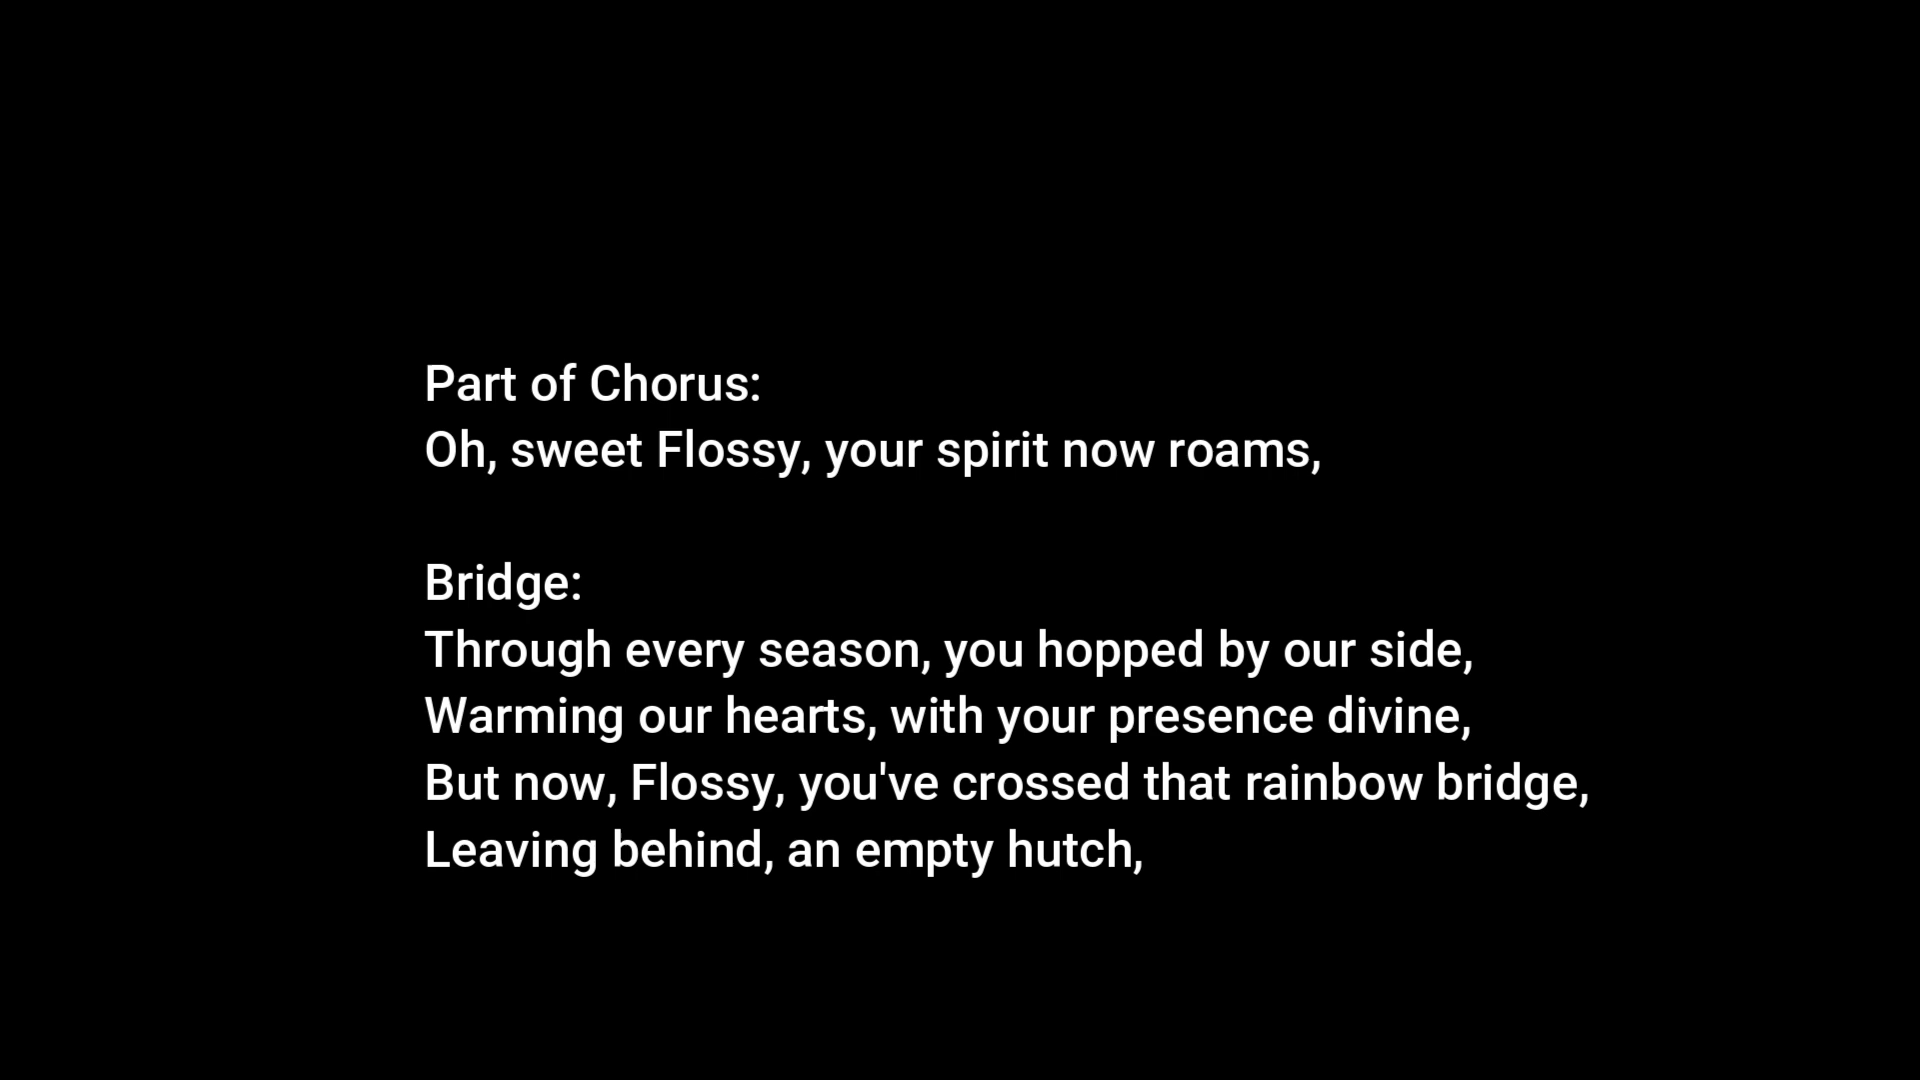 Part of Chorus:
Oh, sweet Flossy, your spirit now roams,
Bridge:
Through every season, you hopped by our side,
Warming our hearts, with your presence divine,
But now, Flossy, you've crossed that rainbow bridge,
Leaving behind, an empty hutch,